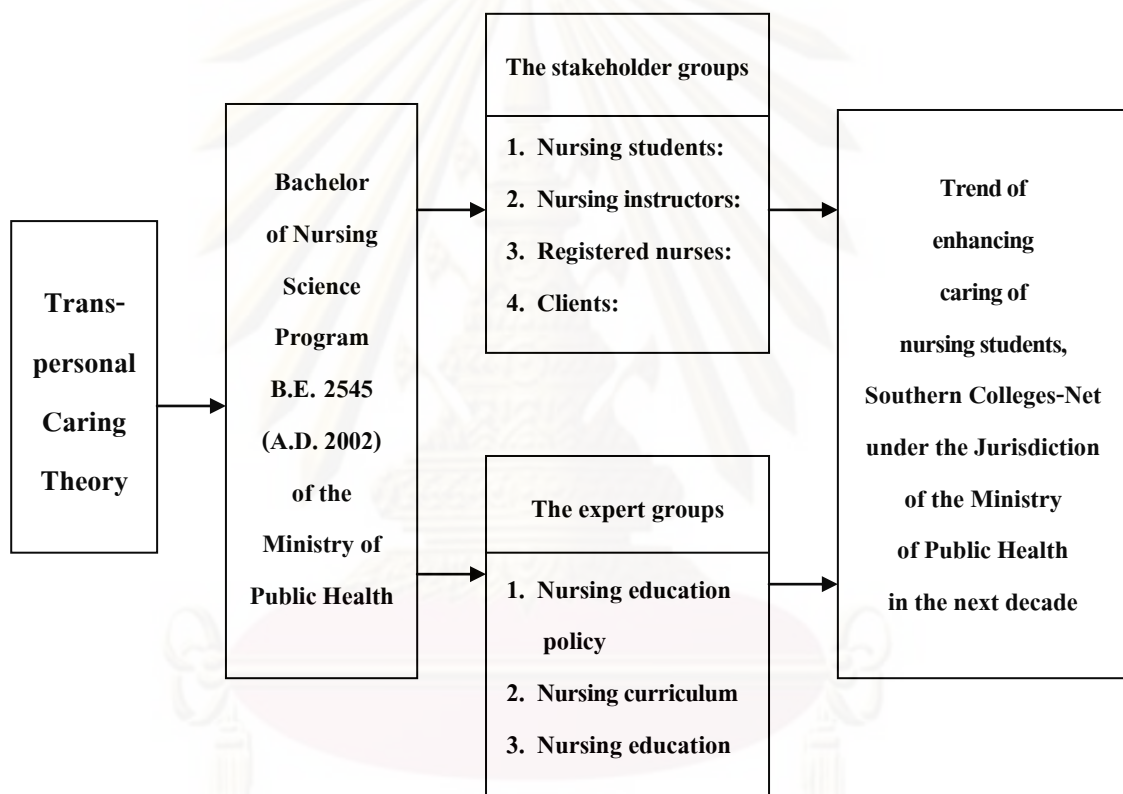 Trans-
personal
Caring
Theory
Bachelor
of Nursing
Science
Program
B.E. 2545
(A.D. 2002)
of the
Ministry of
Public Health
The stakeholder groups
1. Nursing students:
2. Nursing instructors:
3. Registered nurses:
4. Clients:
The expert groups
1. Nursing education
policy
2. Nursing curriculum
3. Nursing education
Trend of
enhancing
caring of
nursing students,
Southern Colleges-Net
under the Jurisdiction
of the Ministry
of Public Health
in the next decade